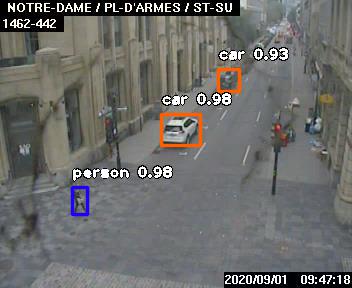 NOTRE-DAME / PL-D'ARMES / ST-SU
1462-442
car 0.93
car 0.98
person 0.98
2020/09/01 09:47:18